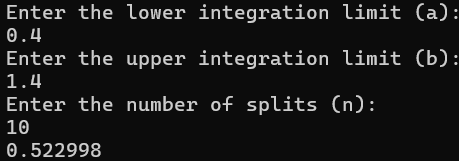 Enter the lower integration limit (a):
0.4
Enter the upper integration limit (b):
1.4
Enter the number of splits (n):
10
0.522998